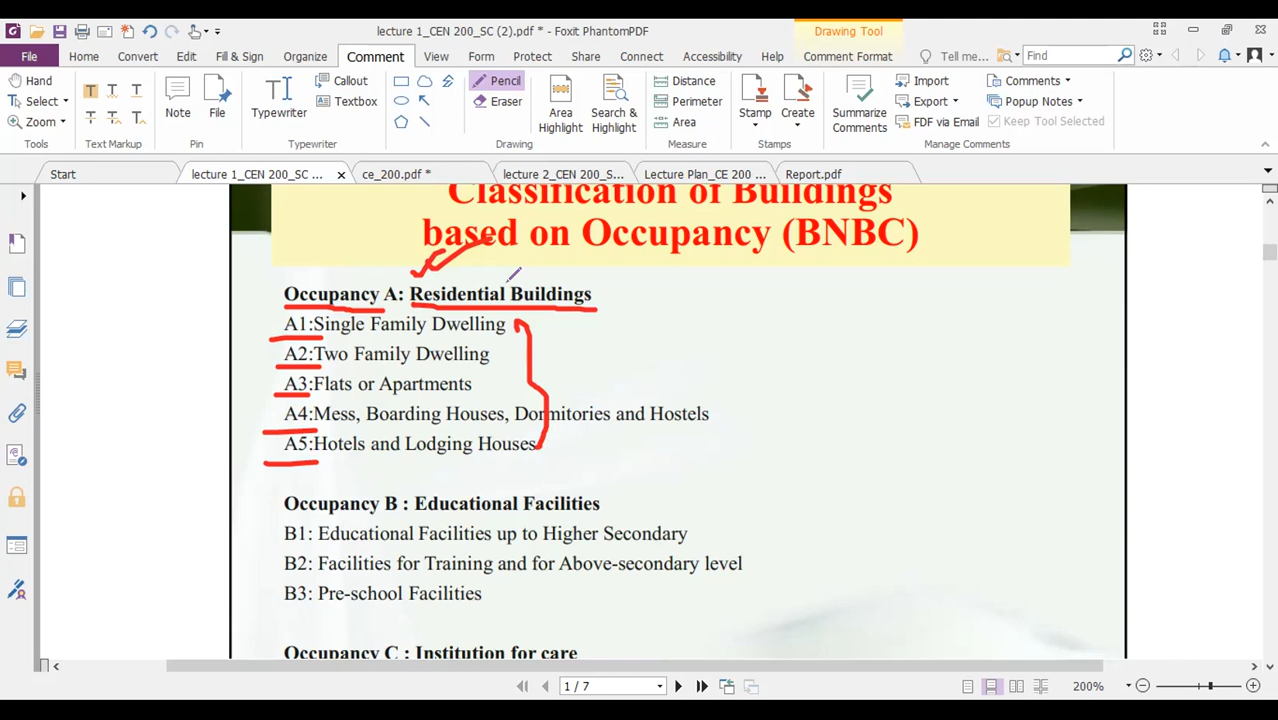 lecture 1_CEN 200_SC (2).pdf * - Foxit PhantomPDF
Drawing Tool
File Home Convert Edit Fill & Sign Organize Comment View Form Protect Share Connect Accessibility Help Comment Format Tell me... Find
Hand
Select
Zoom
Tools
Text Markup
Note
File
Pin
Typewriter
Callout
Textbox
Typewriter
Pencil
Eraser
Area Highlight
Search & Highlight
Drawing
Distance
Perimeter
Area
Measure
Stamp
Create
Stamps
Summarize Comments
Import
Export
FDF via Email
Comments
Popup Notes
Keep Tool Selected
Manage Comments
Start
lecture 1_CEN 200_SC ...
ce_200.pdf *
lecture 2_CEN 200_S...
Lecture Plan_CE 200 ...
Report.pdf
Classification of Buildings
based on Occupancy (BNBC)
Occupancy A: Residential Buildings
A1:Single Family Dwelling
A2:Two Family Dwelling
A3:Flats or Apartments
A4:Mess, Boarding Houses, Dormitories and Hostels
A5:Hotels and Lodging Houses
Occupancy B : Educational Facilities
B1: Educational Facilities up to Higher Secondary
B2: Facilities for Training and for Above-secondary level
B3: Pre-school Facilities
Occupancy C : Institution for care
1 / 7
200%